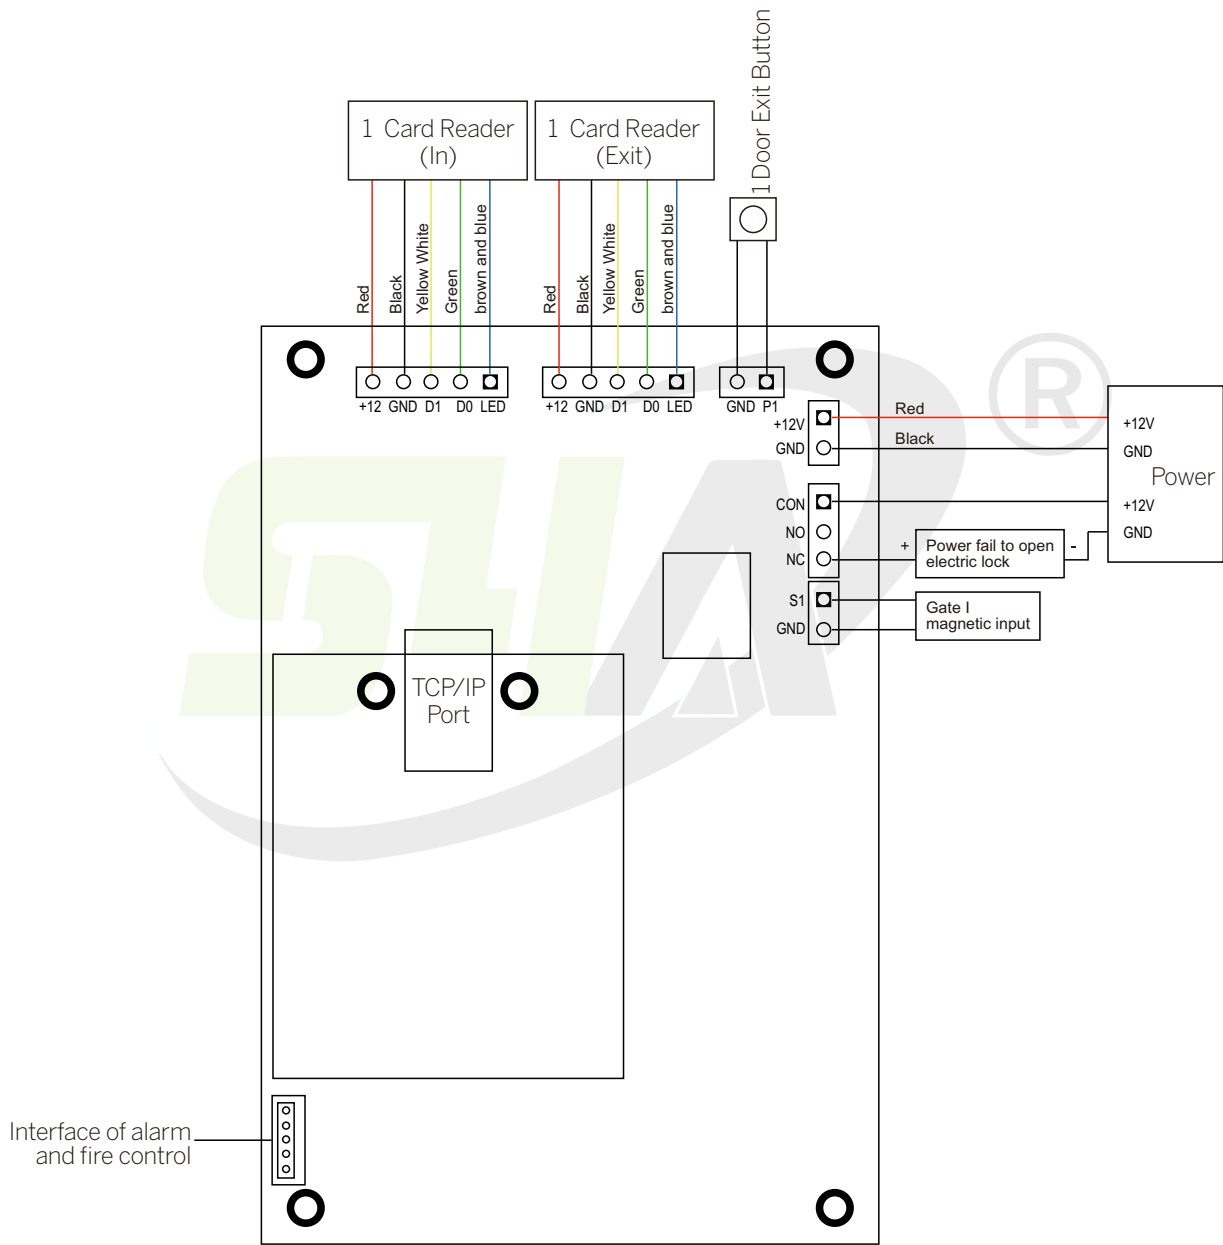 1 Door Exit Button
1 Card Reader
(In)
1 Card Reader
(Exit)
Red
Black
Yellow White
Green
brown and blue
Red
Black
Yellow White
Green
brown and blue
+12 GND D1 D0 LED
+12 GND D1 D0 LED
GND P1
®
+12V
GND
Red
Black
+12V
GND
Power
+12V
GND
CON
NO
NC
+
Power fail to open
electric lock
-
S1
GND
Gate I
magnetic input
SHA
TCP/IP
Port
Interface of alarm
and fire control